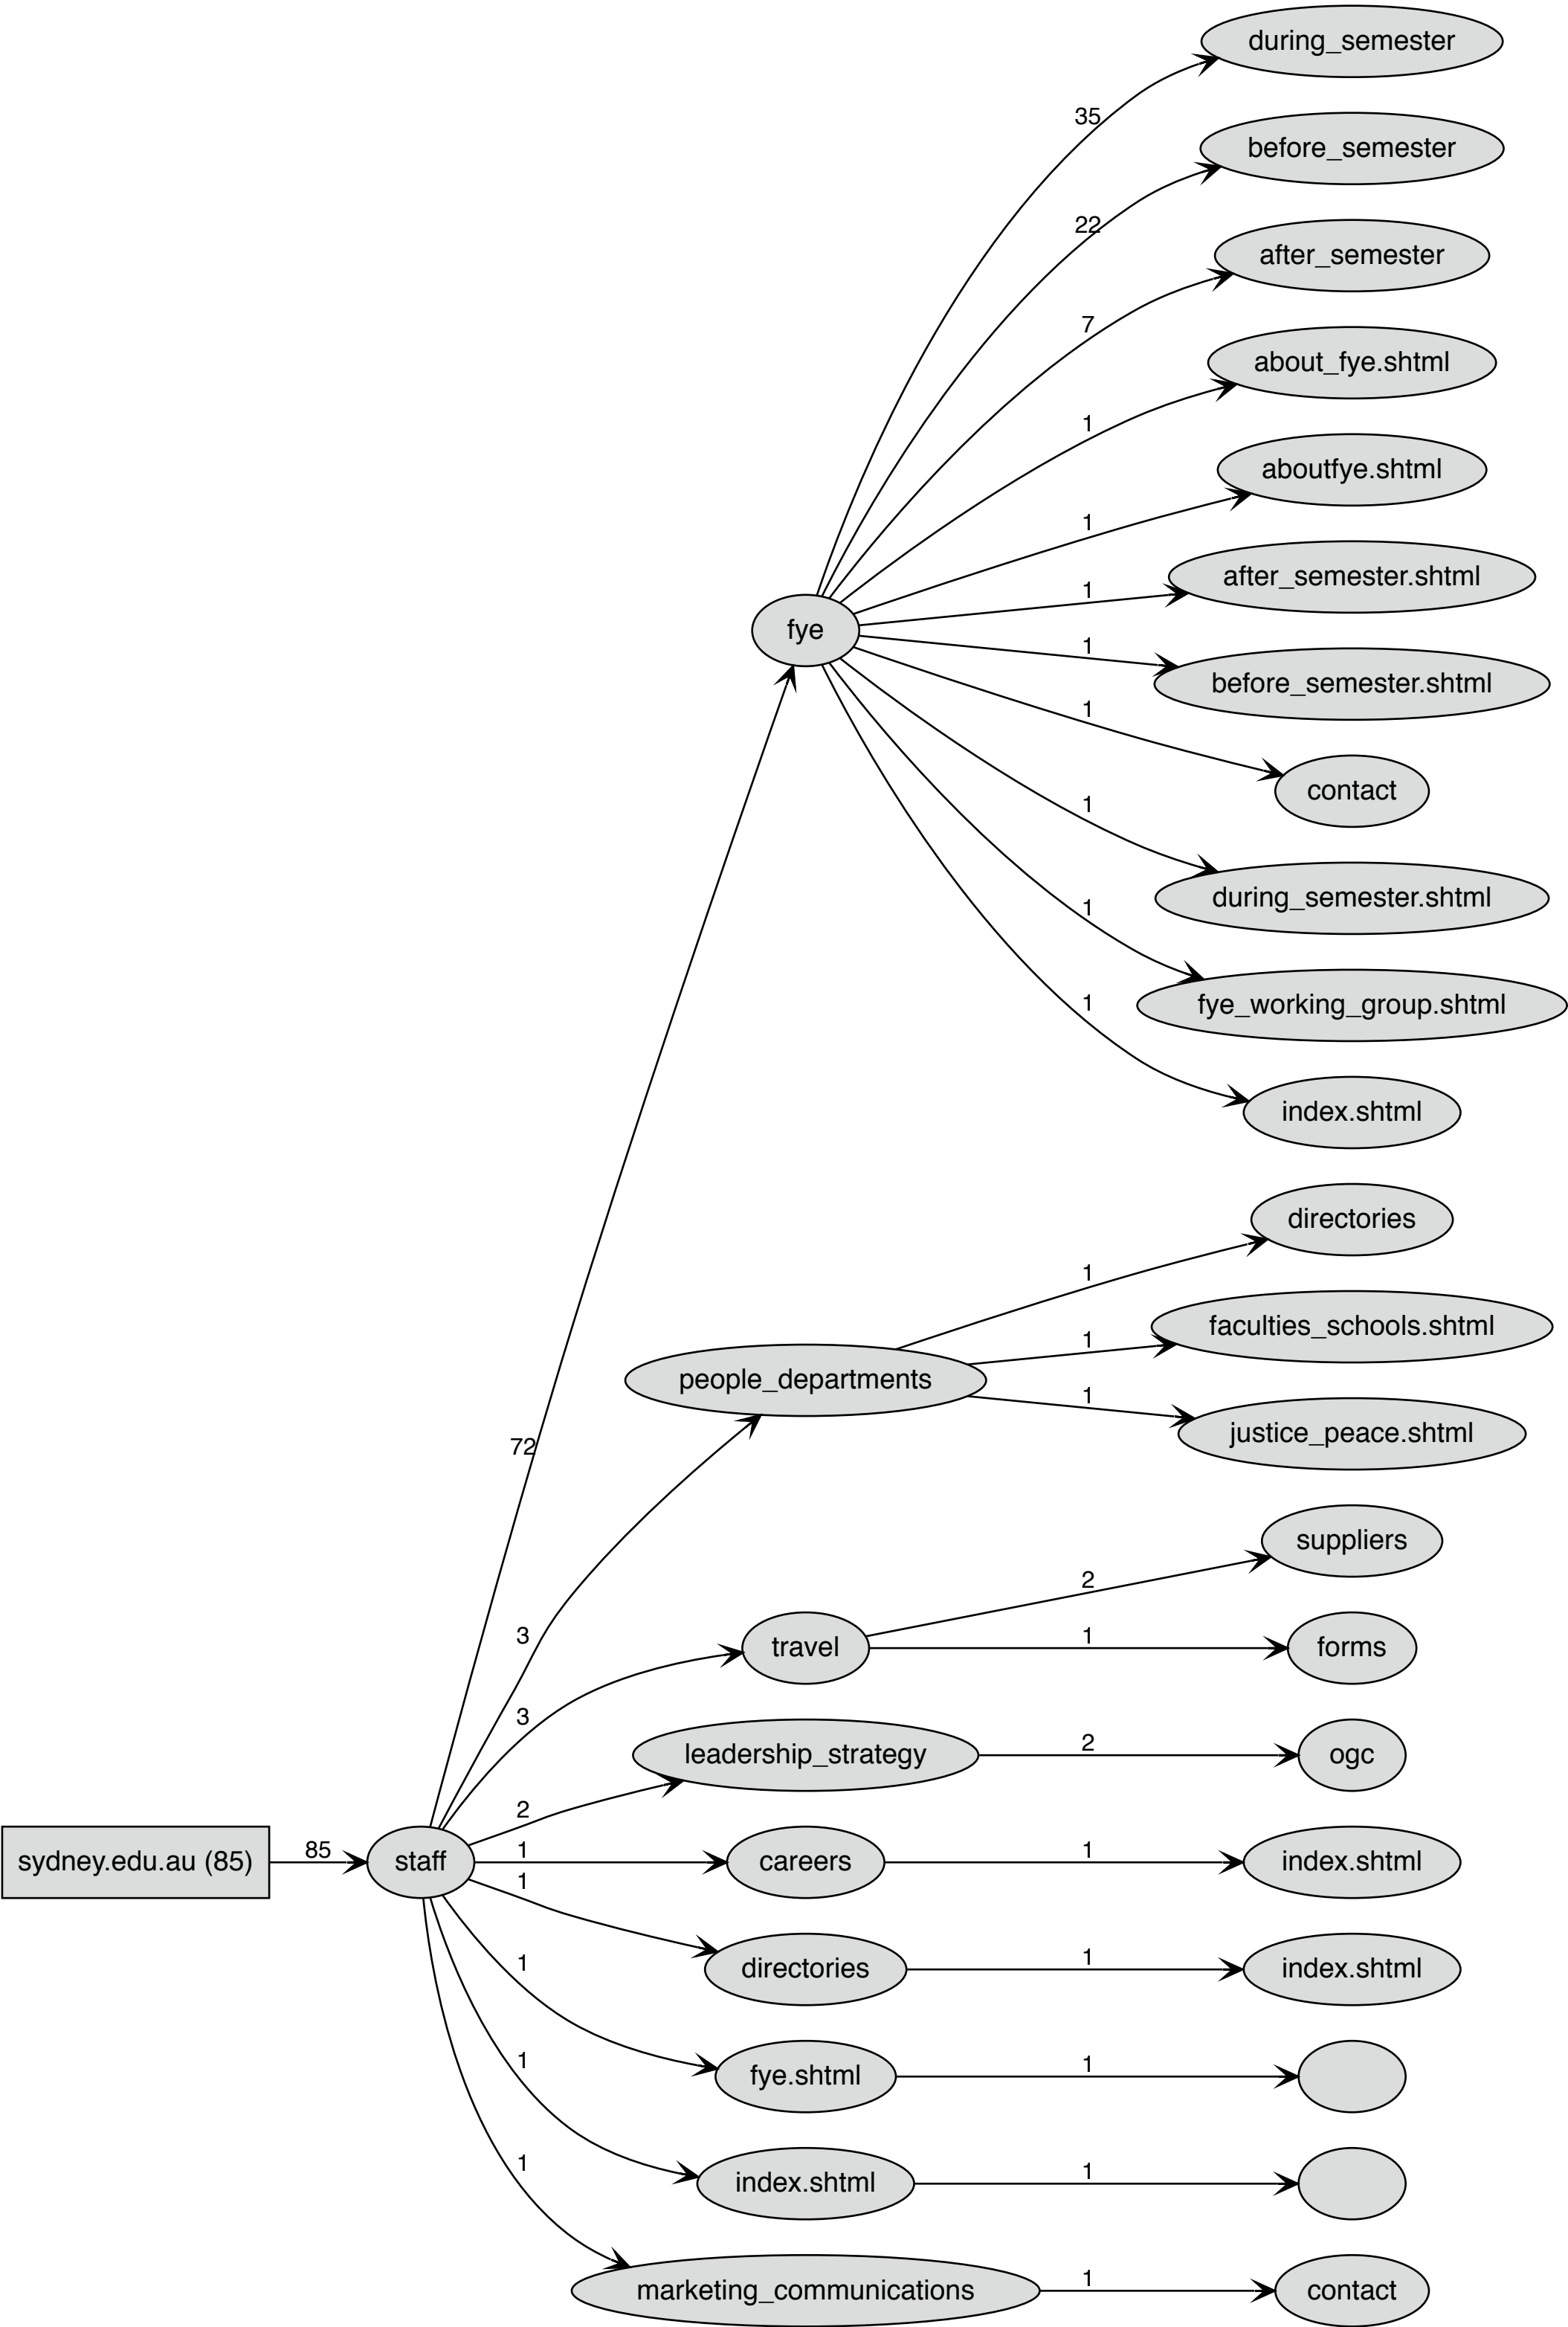 during_semester
35
before_semester
22
after_semester
7
about_fye.shtml
1
aboutfye.shtml
1
after_semester.shtml
1
fye
1
before_semester.shtml
1
contact
1
during_semester.shtml
1
fye_working_group.shtml
1
index.shtml
directories
1
faculties_schools.shtml
1
people_departments
1
justice_peace.shtml
72
suppliers
2
3
travel
1
forms
3
leadership_strategy
2
ogc
2
sydney.edu.au (85)
85
staff
1
careers
1
index.shtml
1
directories
1
index.shtml
1
fye.shtml
1
1
index.shtml
1
1
marketing_communications
1
contact